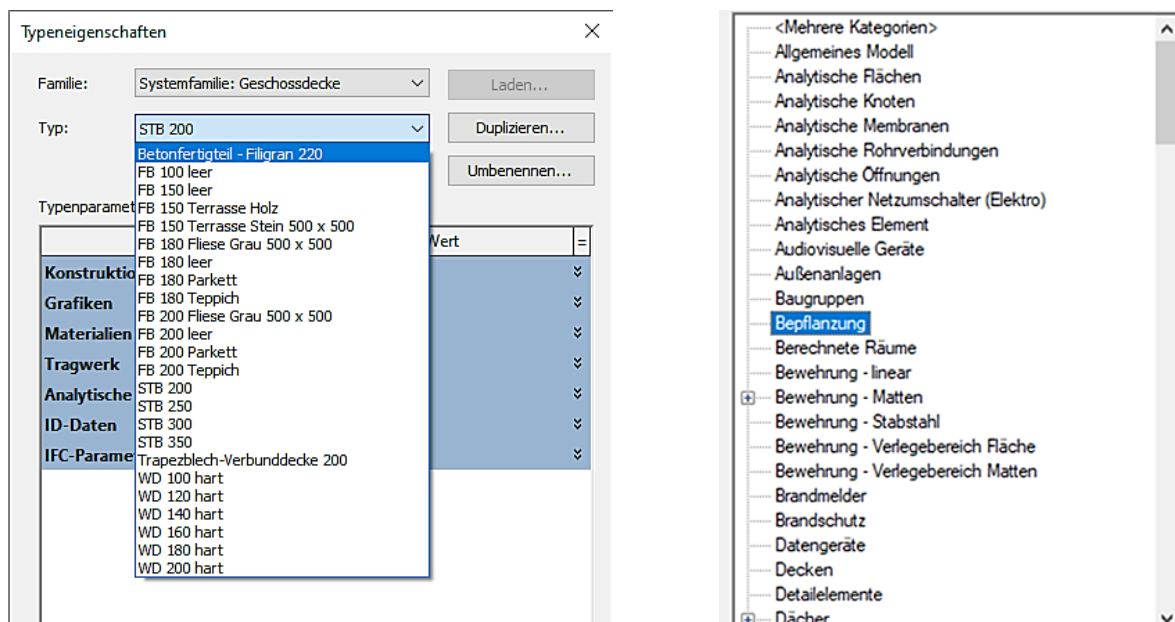 Typeneigenschaften
Familie: Systemfamilie: Geschossdecke Laden...
Typ: STB 200 Duplizieren...
Umbenennen...
Betonfertigteil - Filigran 220
FB 100 leer
FB 150 leer
FB 150 Terrasse Holz
FB 150 Terrasse Stein 500 x 500
FB 180 Fliese Grau 500 x 500
FB 180 leer
FB 180 Parkett
FB 180 Teppich
FB 200 Fliese Grau 500 x 500
FB 200 leer
FB 200 Parkett
FB 200 Teppich
STB 200
STB 250
STB 300
STB 350
Trapezblech-Verbunddecke 200
WD 100 hart
WD 120 hart
WD 140 hart
WD 160 hart
WD 180 hart
WD 200 hart
Typenparamet
Wert =
Konstruktio
Grafiken
Materialien
Tragwerk
Analytische
ID-Daten
IFC-Parame
<Mehrere Kategorien>
Allgemeines Modell
Analytische Flächen
Analytische Knoten
Analytische Membranen
Analytische Rohrverbindungen
Analytische Öffnungen
Analytischer Netzumschalter (Elektro)
Analytisches Element
Audiovisuelle Geräte
Außenanlagen
Baugruppen
Bepflanzung
Berechnete Räume
Bewehrung - linear
Bewehrung - Matten
Bewehrung - Stabstahl
Bewehrung - Verlegebereich Fläche
Bewehrung - Verlegebereich Matten
Brandmelder
Brandschutz
Datengeräte
Decken
Detailelemente
Dächer